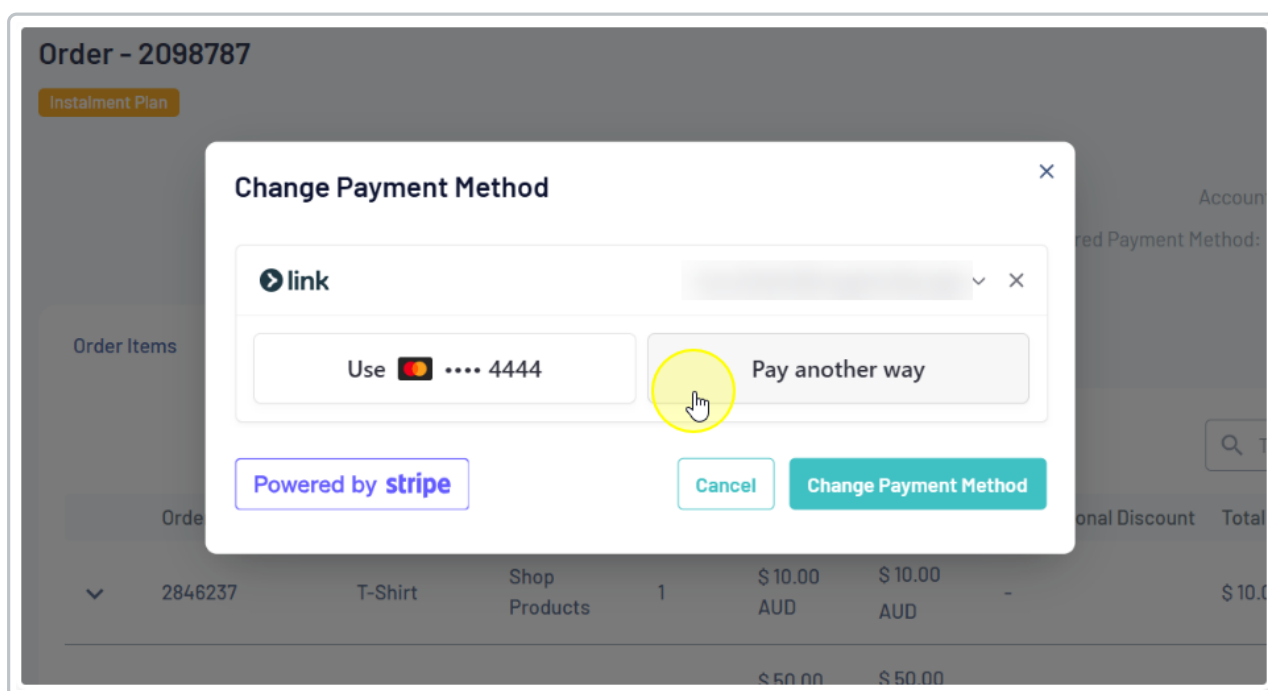 Order - 2098787
Instalment Plan
Change Payment Method
Account
red Payment Method:
link
Order Items
Use •••• 4444
Pay another way
Powered by stripe
Cancel
Change Payment Method
Orde
onal Discount
Total
2846237
T-Shirt
Shop
Products
1
$10.00
AUD
$10.00
AUD
-
$10.0
$50.00
$50.00